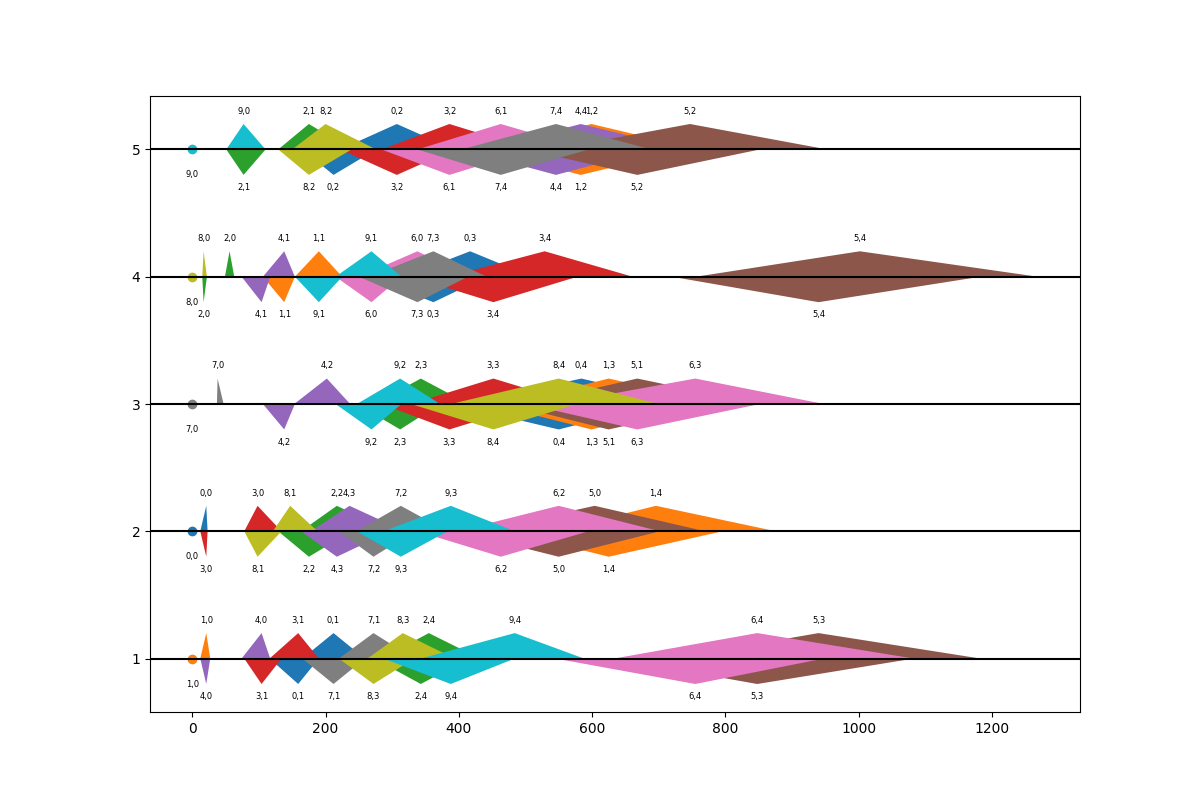 9,0 2,1 8,2 0,2 3,2 6,1 7,4 4,4 1,2 5,2
5
9,0
2,1 8,2 0,2 3,2 6,1 7,4 4,4 1,2 5,2
8,0 2,0 4,1 1,1 9,1 6,0 7,3 0,3 3,4 5,4
4
8,0
2,0 4,1 1,1 9,1 6,0 7,3 0,3 3,4 5,4
7,0 4,2 9,2 2,3 3,3 8,4 0,4 1,3 5,1 6,3
3
7,0
4,2 9,2 2,3 3,3 8,4 0,4 1,3 5,1 6,3
0,0 3,0 8,1 2,2 4,3 7,2 9,3 6,2 5,0 1,4
2
0,0
3,0 8,1 2,2 4,3 7,2 9,3 6,2 5,0 1,4
1,0 4,0 3,1 0,1 7,1 8,3 2,4 9,4 6,4 5,3
1
1,0
4,0 3,1 0,1 7,1 8,3 2,4 9,4 6,4 5,3
0 200 400 600 800 1000 1200